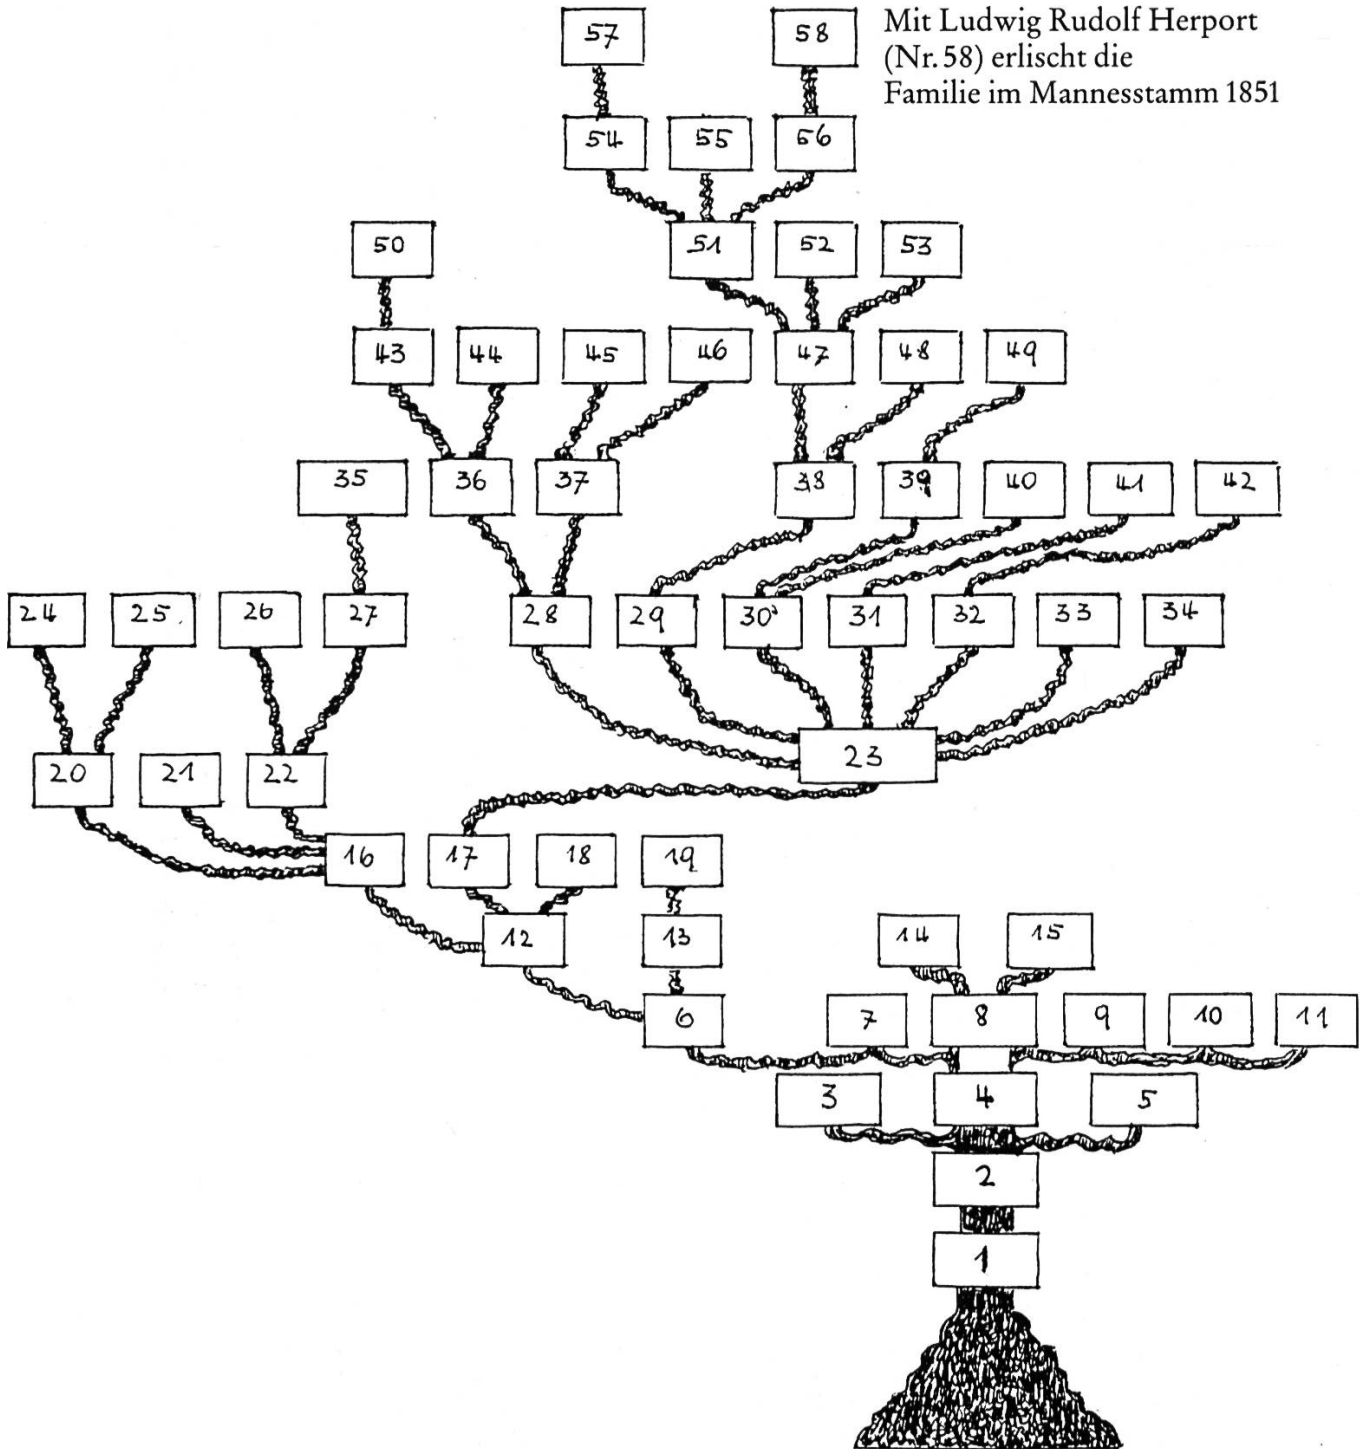 57 58 Mit Ludwig Rudolf Herport
(Nr. 58) erlischt die
Familie im Mannesstamm 1851
54 55 56
50 51 52 53
43 44 45 46 47 48 49
35 36 37 38 39 40 41 42
24 25 26 27 28 29 30 31 32 33 34
20 21 22 23
16 17 18 19
12 13 14 15
6 7 8 9 10 11
3 4 5
2
1